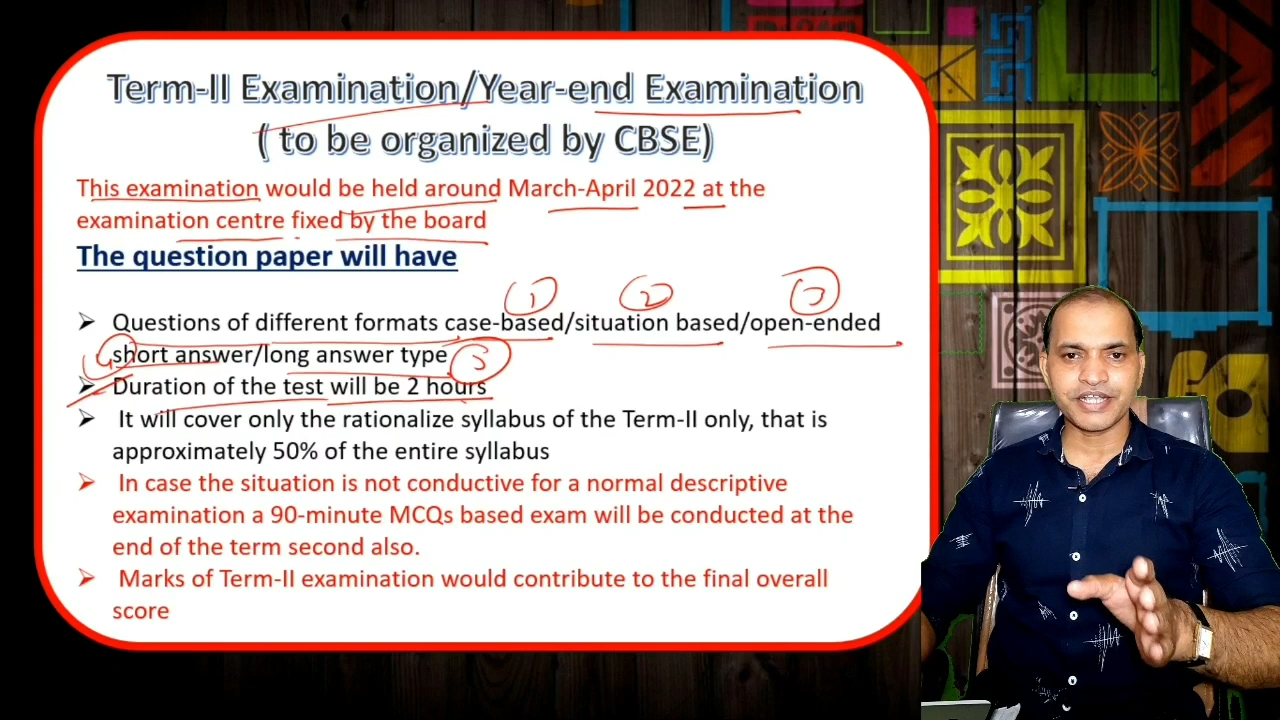 Term-II Examination/Year-end Examination
( to be organized by CBSE)
This examination would be held around March-April 2022 at the
examination centre fixed by the board
The question paper will have
1 2 3
➤ Questions of different formats case-based/situation based/open-ended
4 short answer/long answer type 5
➤ Duration of the test will be 2 hours
➤ It will cover only the rationalize syllabus of the Term-II only, that is
approximately 50% of the entire syllabus
➤ In case the situation is not conductive for a normal descriptive
examination a 90-minute MCQs based exam will be conducted at the
end of the term second also.
➤ Marks of Term-II examination would contribute to the final overall
score